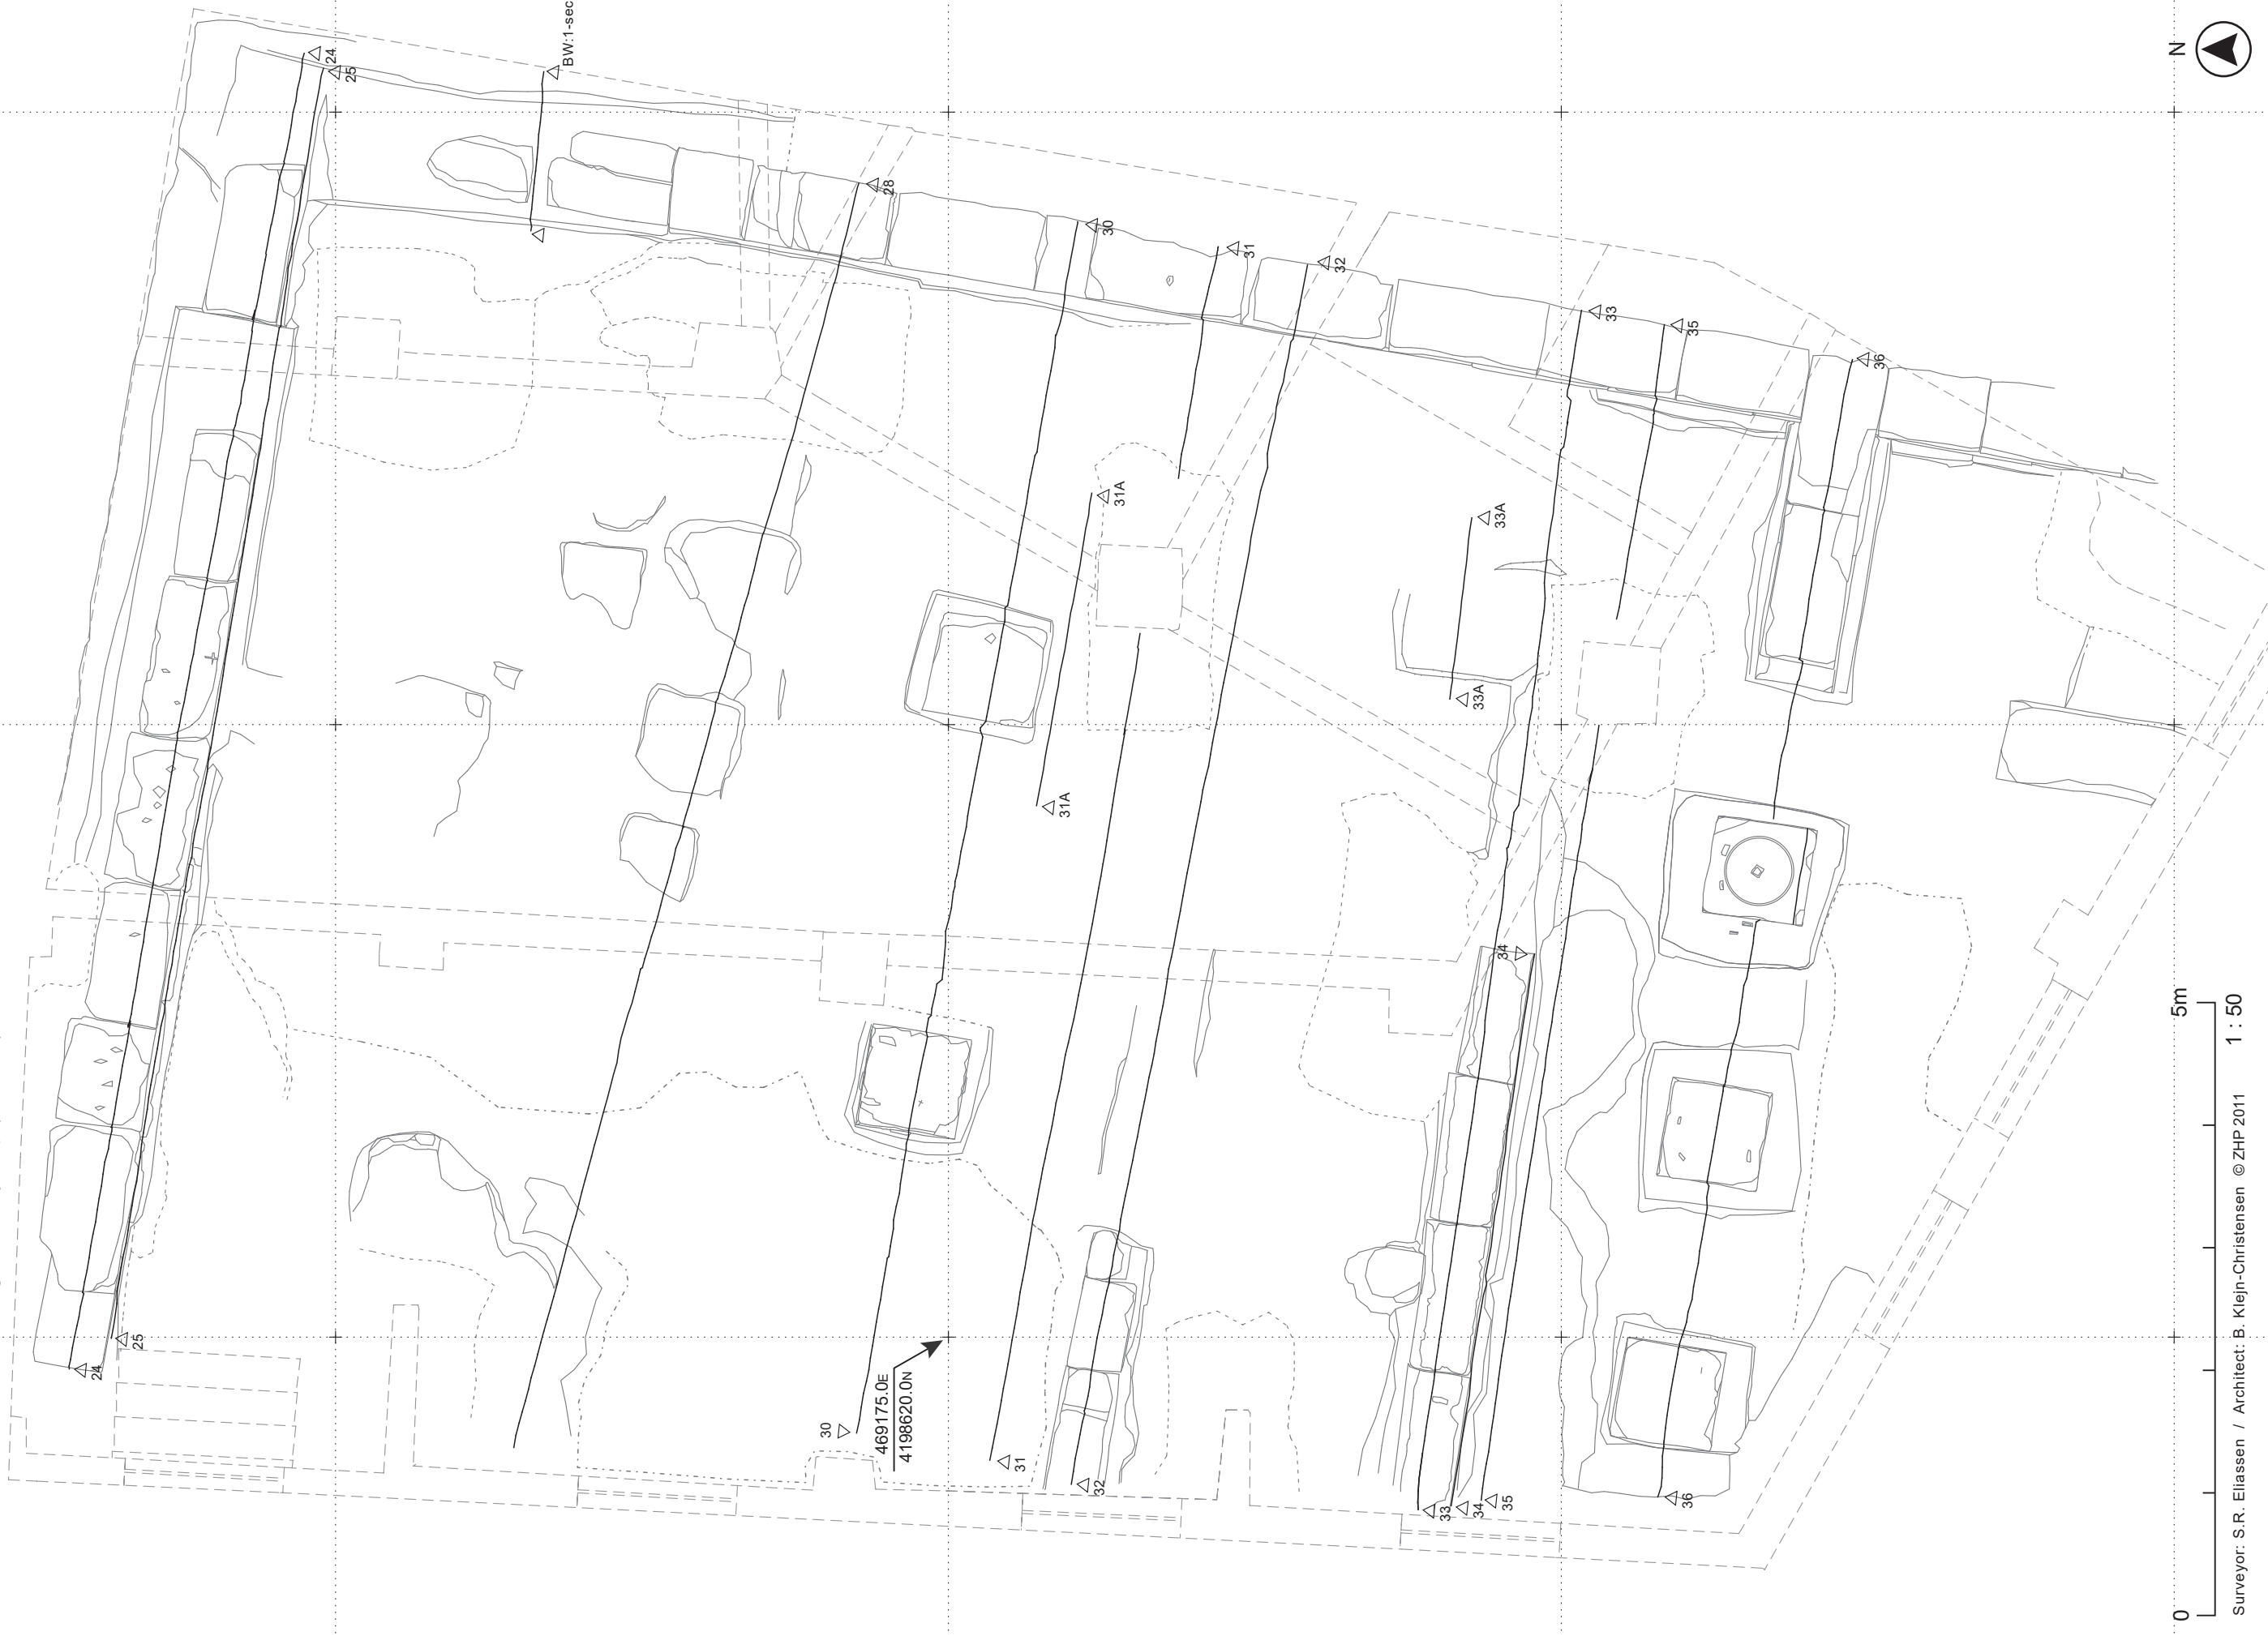 24
25
BW:1-sec
28
30
31
32
33
35
36
31A
31A
33A
33A
34
24
25
30
469175.0E
4198620.0N
31
32
33
34
35
36
N
0
5m
1 : 50
Surveyor: S.R. Eliassen / Architect: B. Klejn-Christensen © ZHP 2011